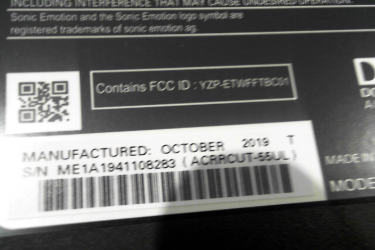 INCLUDING INTERFERENCE THAT MAY CAUSE UNDESIRED OPERATION.
Sonic Emotion and the Sonic Emotion logo symbol are
registered trademarks of sonic emotion ag.
Contains FCC ID : YZP-ETWFFTBC01
MANUFACTURED: OCTOBER 2019 T
S/N ME1A1941108283 (ACRRCUT-55UL)
MADE IN
MODE